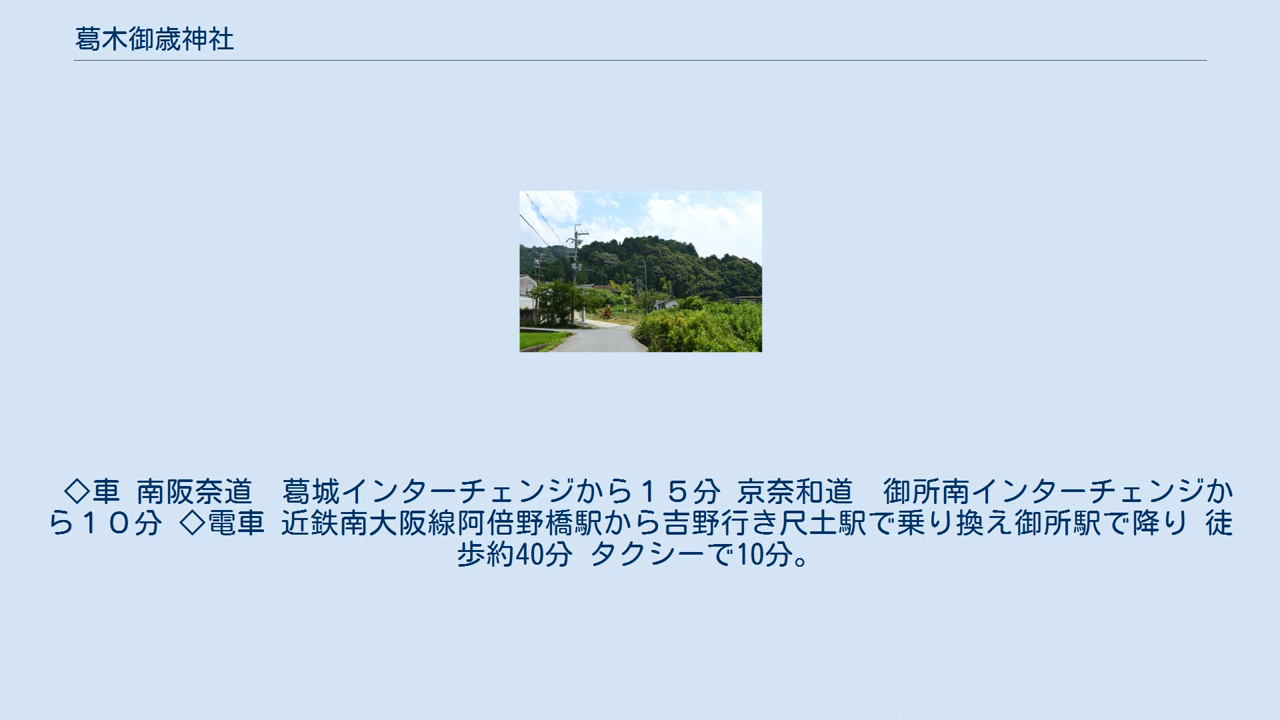 葛木御歳神社
◇車 南阪奈道　葛城インターチェンジから１５分 京奈和道　御所南インターチェンジか
ら１０分 ◇電車 近鉄南大阪線阿倍野橋駅から吉野行き尺土駅で乗り換え御所駅で降り 徒
歩約40分 タクシーで10分。